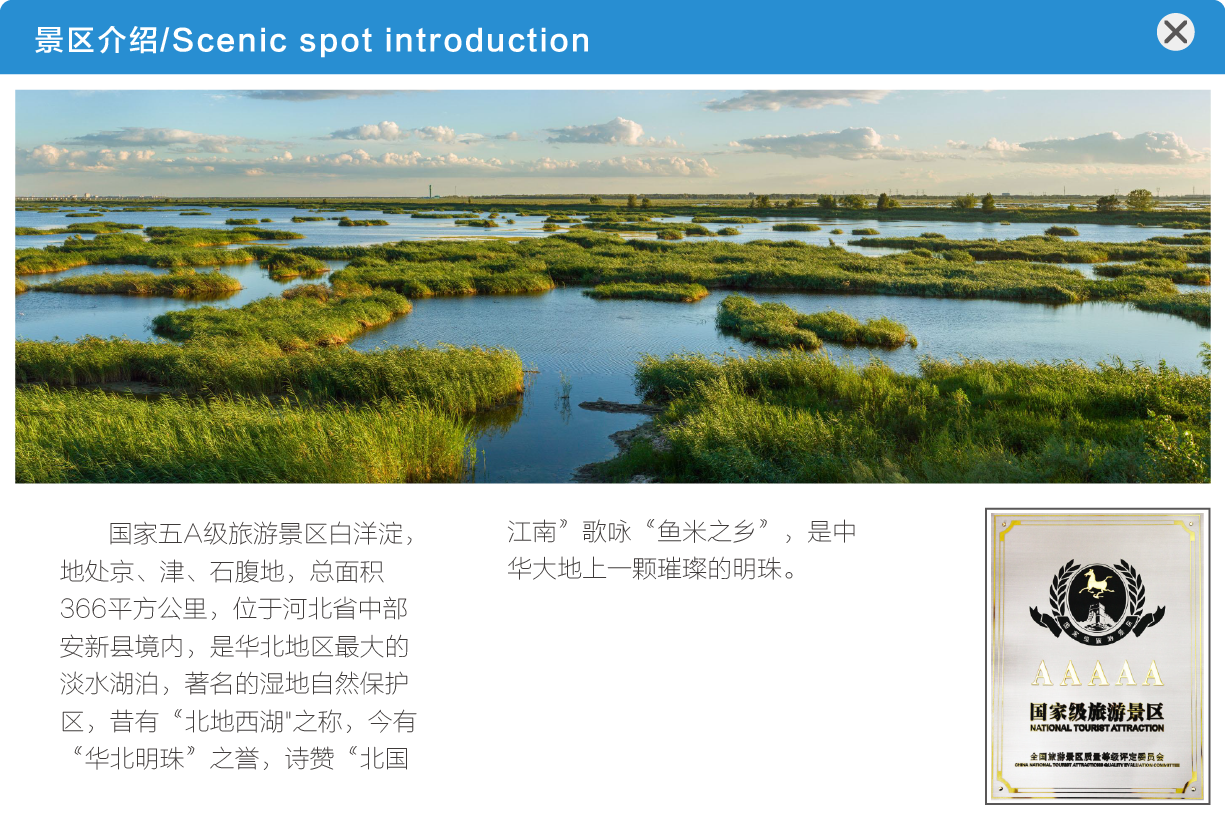 景区介绍/Scenic spot introduction
国家五A级旅游景区白洋淀，
地处京、津、石腹地，总面积
366平方公里，位于河北省中部
安新县境内，是华北地区最大的
淡水湖泊，著名的湿地自然保护
区，昔有“北地西湖"之称，今有
“华北明珠”之誉，诗赞“北国
江南”歌咏“鱼米之乡”，是中
华大地上一颗璀璨的明珠。
国家级旅游景区
AAAAA
国家级旅游景区
NATIONAL TOURIST ATTRACTION
全国旅游景区质量等级评定委员会
CHINA NATIONAL TOURIST ATTRACTIONS QUALITY EVALUATION COMMITTEE